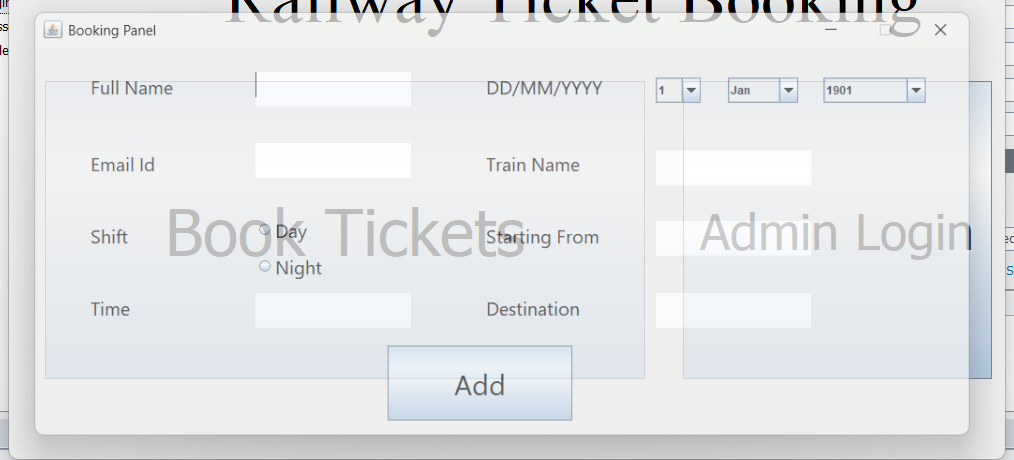 Railway Ticket Booking
Booking Panel
Full Name
DD/MM/YYYY
1
Jan
1901
Email Id
Train Name
Shift
Day
Night
Starting From
Book Tickets
Admin Login
Time
Destination
Add